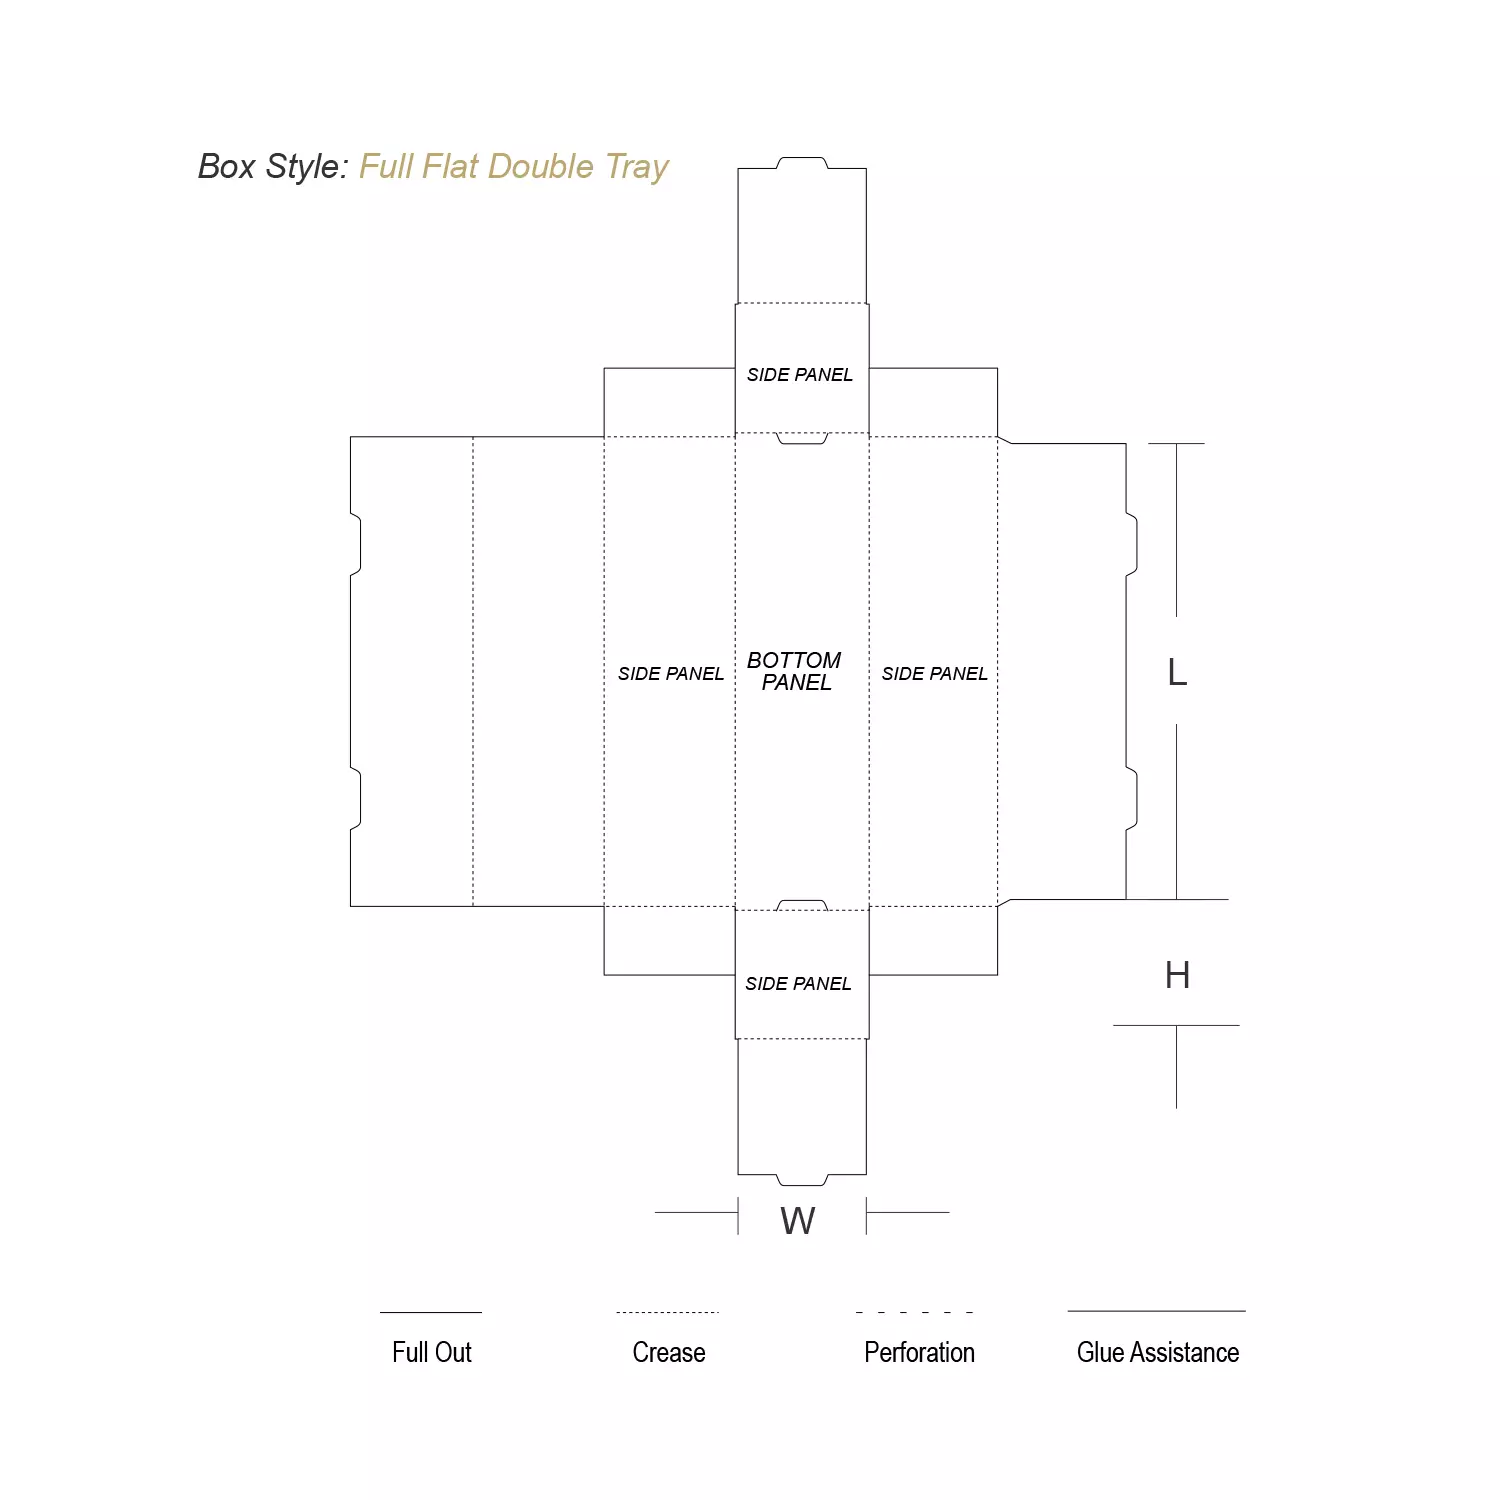 Box Style: Full Flat Double Tray
SIDE PANEL
SIDE PANEL
BOTTOM
PANEL
SIDE PANEL
L
SIDE PANEL
H
W
Full Out
Crease
Perforation
Glue Assistance